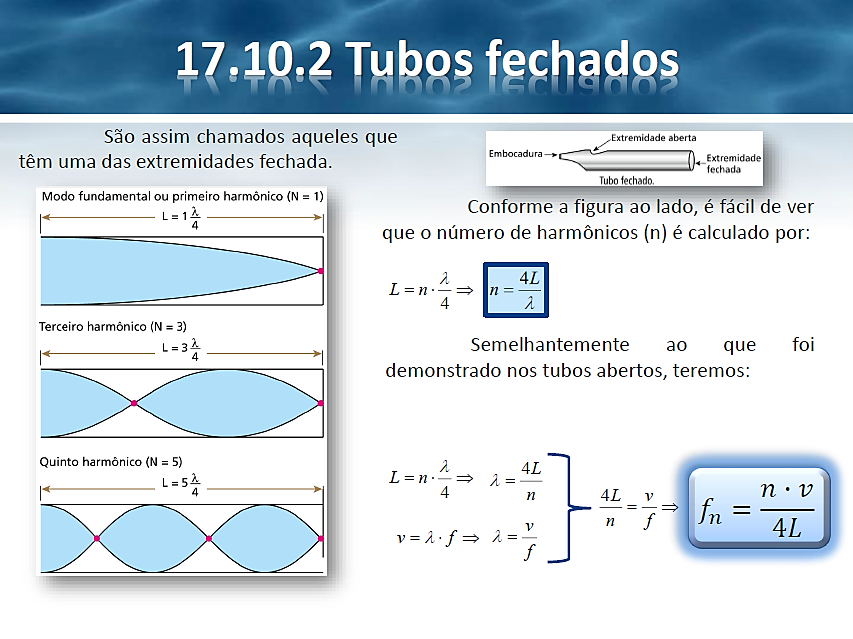 17.10.2 Tubos fechados
São assim chamados aqueles que
têm uma das extremidades fechada.
Modo fundamental ou primeiro harmônico (N = 1)
L = 1 λ/4
Terceiro harmônico (N = 3)
L = 3 λ/4
Quinto harmônico (N = 5)
L = 5 λ/4
Extremidade aberta
Embocadura
Extremidade
fechada
Tubo fechado.
Conforme a figura ao lado, é fácil de ver
que o número de harmônicos (n) é calculado por:
L = n · λ/4 ⇒ n = 4L/λ
Semelhantemente ao que foi
demonstrado nos tubos abertos, teremos:
L = n · λ/4 ⇒ λ = 4L/n
v = λ · f ⇒ λ = v/f
4L/n = v/f ⇒ fₙ = n · v/4L